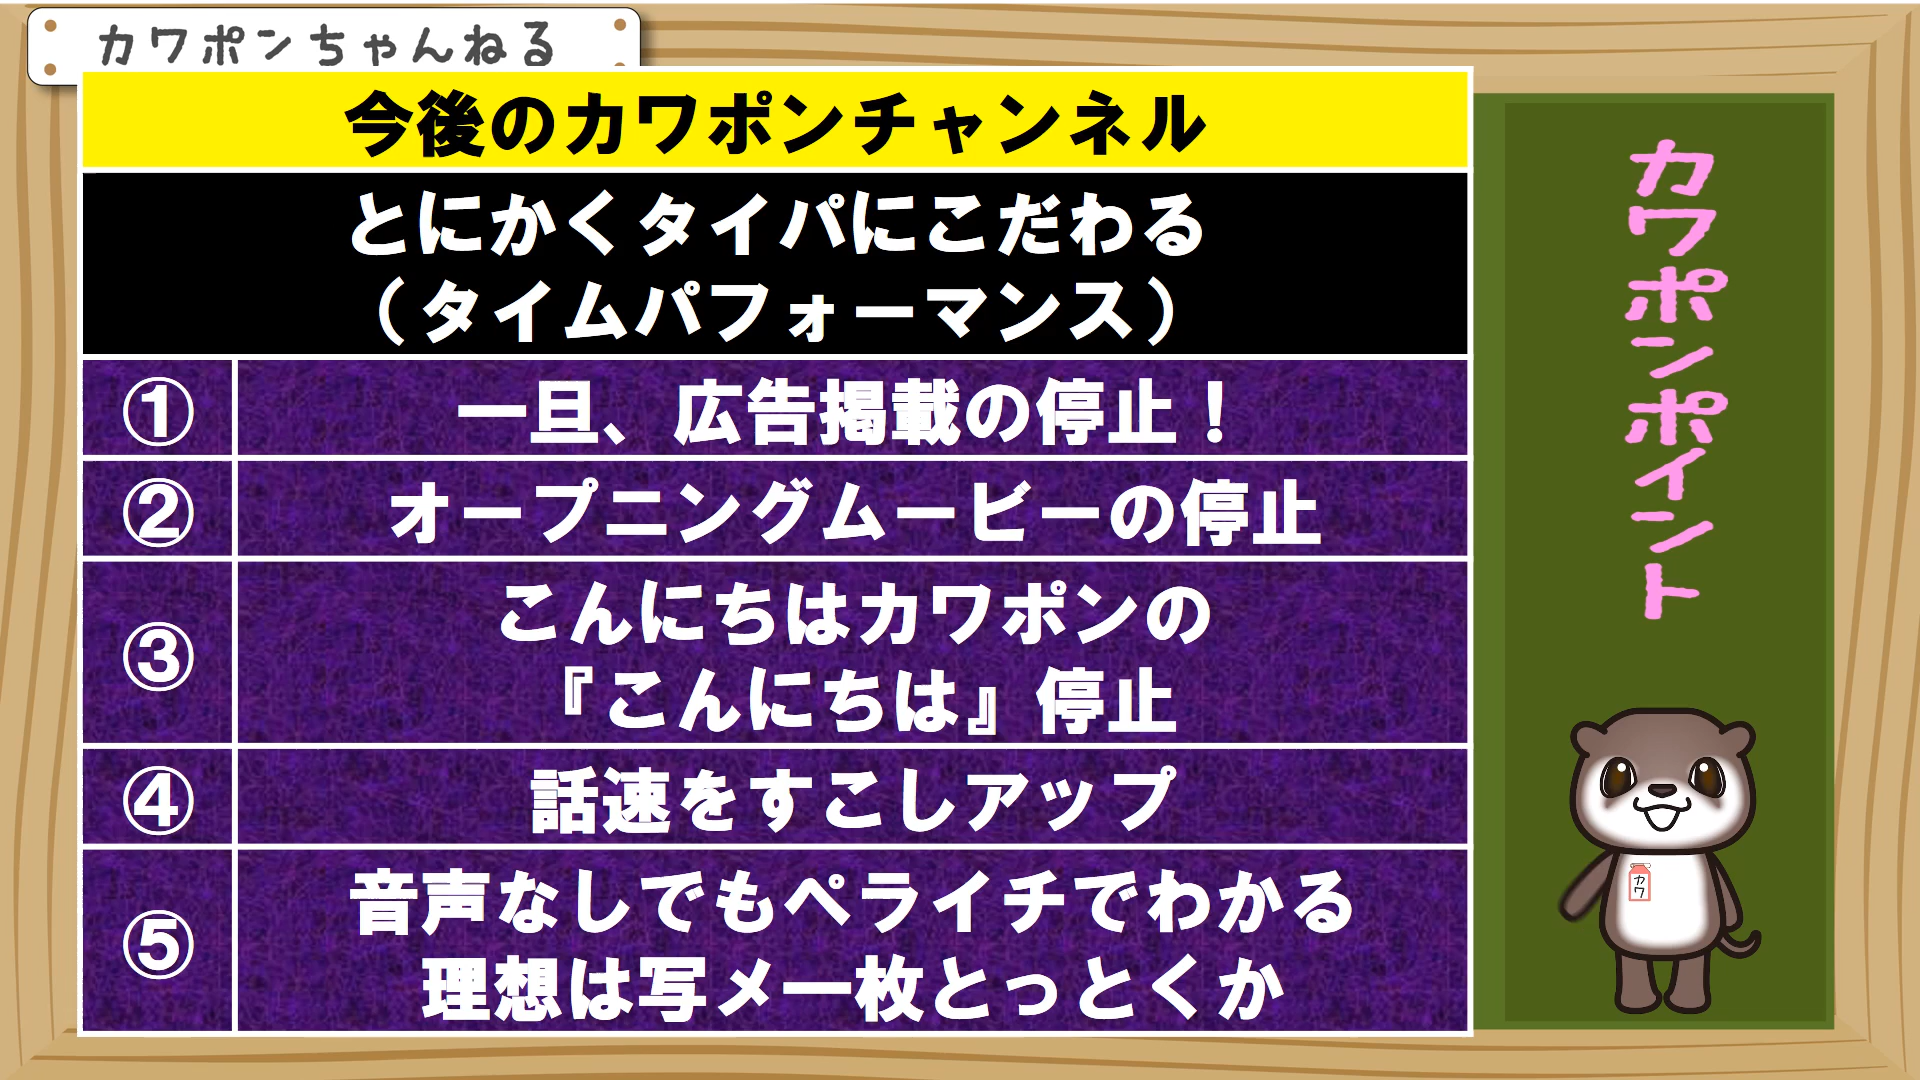 カワポンちゃんねる
今後のカワポンチャンネル
とにかくタイパにこだわる
（タイムパフォーマンス）
① 一旦、広告掲載の停止！
② オープニングムービーの停止
③ こんにちはカワポンの
『こんにちは』停止
④ 話速をすこしアップ
⑤ 音声なしでもペライチでわかる
理想は写メ一枚とっとくか
カワポンポイント
カワ